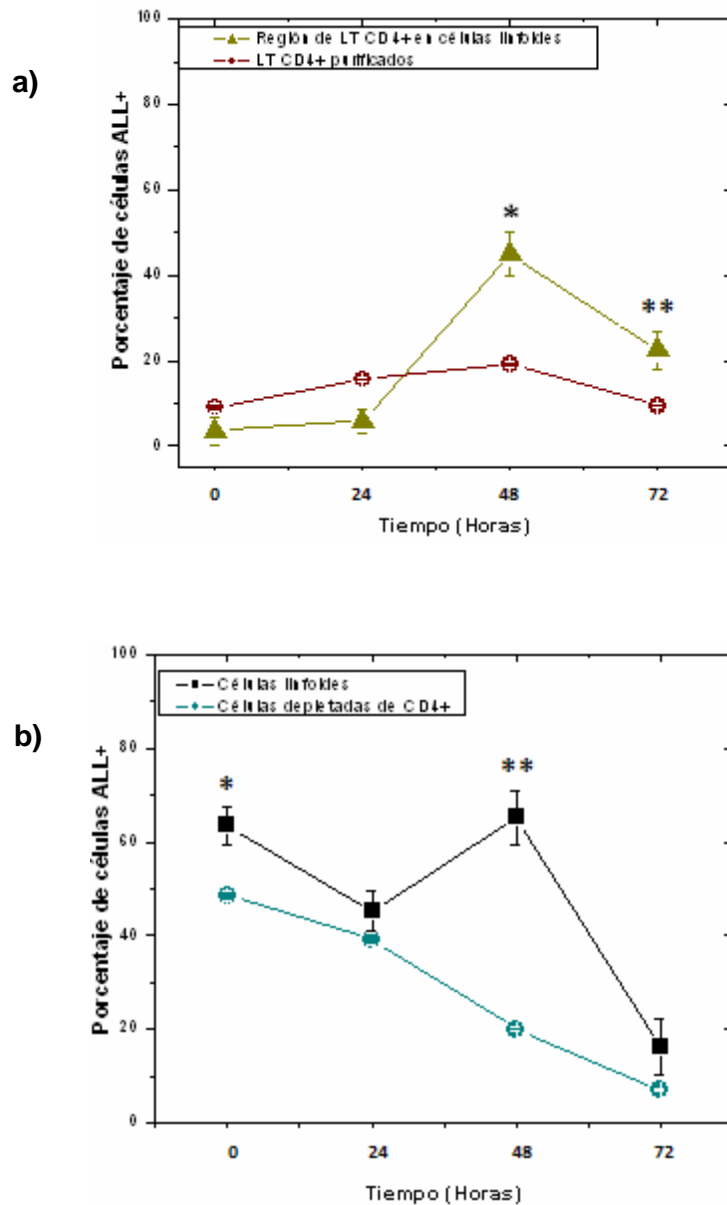 a)
Porcentaje de células ALL+
100
80
60
40
20
0
Región de LT CD4+ en células linfoides
LT CD4+ purificados
*
**
0 24 48 72
Tiempo (Horas)
b)
Porcentaje de células ALL+
100
80
60
40
20
0
Células linfoides
Células depletadas de CD4+
*
**
0 24 48 72
Tiempo (Horas)